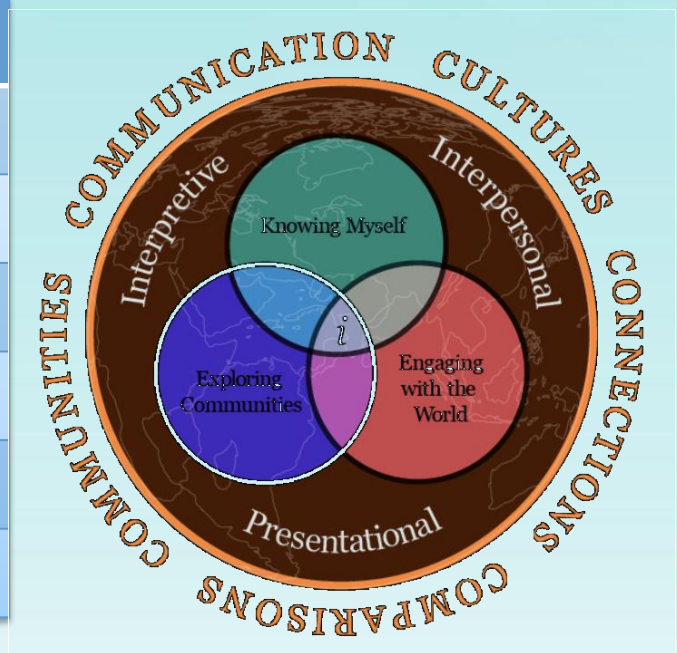 COMMUNICATION
CULTURES
CONNECTIONS
COMPARISONS
COMMUNITIES
Interpretive
Interpersonal
Presentational
Knowing Myself
Exploring
Communities
Engaging
with the
World
i